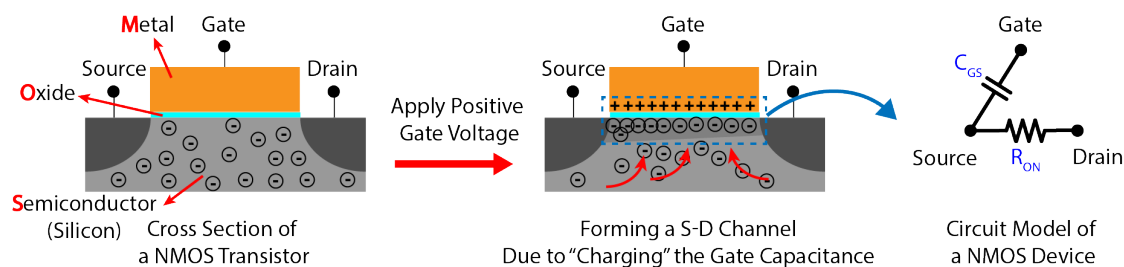 Metal
Gate
Source
Drain
Oxide
Semiconductor
(Silicon)
Cross Section of
a NMOS Transistor
Apply Positive
Gate Voltage
Gate
Source
Drain
+ + + + + + + + + + +
Forming a S-D Channel
Due to “Charging” the Gate Capacitance
Gate
CGS
Source
RON
Drain
Circuit Model of
a NMOS Device